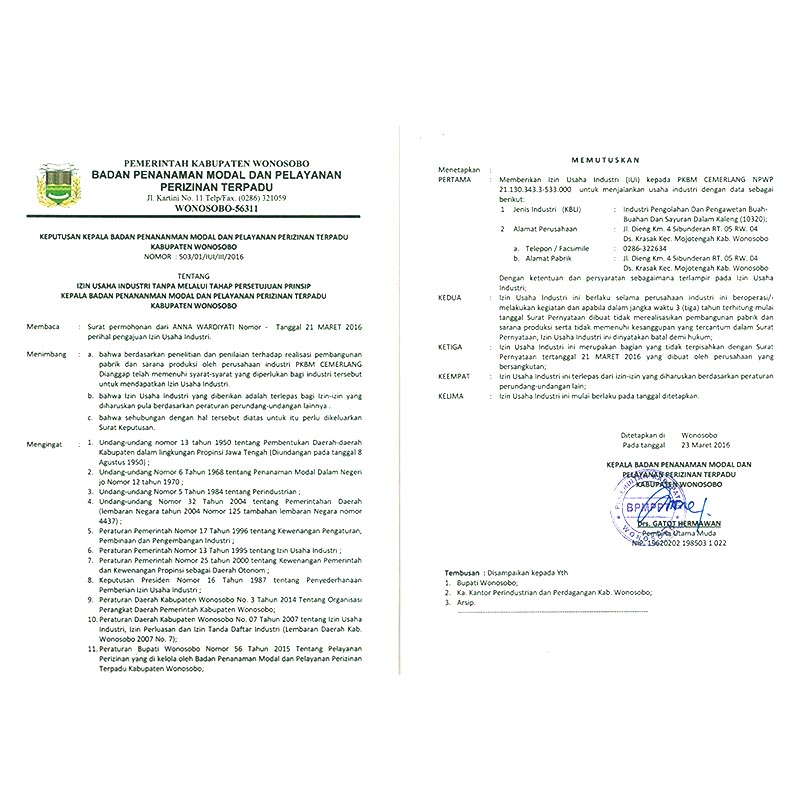 PEMERINTAH KABUPATEN WONOSOBO
BADAN PENANAMAN MODAL DAN PELAYANAN
PERIZINAN TERPADU
Jl. Kartini No. 11 Telp/Fax. (0286) 321059
WONOSOBO-56311
KEPUTUSAN KEPALA BADAN PENANANMAN MODAL DAN PELAYANAN PERIZINAN TERPADU
KABUPATEN WONOSOBO
NOMOR : 503/01/IUI/III/2016
TENTANG
IZIN USAHA INDUSTRI TANPA MELALUI TAHAP PERSETUJUAN PRINSIP
KEPALA BADAN PENANANMAN MODAL DAN PELAYANAN PERIZINAN TERPADU
KABUPATEN WONOSOBO
Membaca : Surat permohonan dari ANNA WARDIYATI Nomor - Tanggal 21 MARET 2016
perihal pengajuan Izin Usaha Industri.
Menimbang : a. bahwa berdasarkan penelitian dan penilaian terhadap realisasi pembangunan
pabrik dan sarana produksi oleh perusahaan industri PKBM CEMERLANG
Dianggap telah memenuhi syarat-syarat yang diperlukan bagi industri tersebut
untuk mendapatkan Izin Usaha Industri.
b. bahwa Izin Usaha Industri yang diberikan adalah terlepas bagi Izin-izin yang
diharuskan pula berdasarkan peraturan perundang-undangan lainnya .
c. bahwa sehubungan dengan hal tersebut diatas untuk itu perlu dikeluarkan
Surat Keputusan.
Mengingat : 1. Undang-undang nomor 13 tahun 1950 tentang Pembentukan Daerah-daerah
Kabupaten dalam lingkungan Propinsi Jawa Tengah (Diundangan pada tanggal 8
Agustus 1950) ;
2. Undang-undang Nomor 6 Tahun 1968 tentang Penanaman Modal Dalam Negeri
jo Nomor 12 tahun 1970 ;
3. Undang-undang Nomor 5 Tahun 1984 tentang Perindustrian ;
4. Undang-undang Nomor 32 Tahun 2004 tentang Pemerintahan Daerah
(lembaran Negara tahun 2004 Nomor 125 tambahan lembaran Negara nomor
4437) ;
5. Peraturan Pemerintah Nomor 17 Tahun 1996 tentang Kewenangan Pengaturan,
Pembinaan dan Pengembangan Industri ;
6. Peraturan Pemerintah Nomor 13 Tahun 1995 tentang Izin Usaha Industri ;
7. Peraturan Pemerintah Nomor 25 tahun 2000 tentang Kewenangan Pemerintah
dan Kewenangan Propinsi sebagai Daerah Otonom ;
8. Keputusan Presiden Nomor 16 Tahun 1987 tentang Penyederhanaan
Pemberian Izin Usaha Industri ;
9. Peraturan Daerah Kabupaten Wonosobo No. 3 Tahun 2014 Tentang Organisasi
Perangkat Daerah Pemerintah Kabupaten Wonosobo;
10. Peraturan Daerah Kabupaten Wonosobo No. 07 Tahun 2007 tentang Izin Usaha
Industri, Izin Perluasan dan Izin Tanda Daftar Industri (Lembaran Daerah Kab.
Wonosobo 2007 No. 7);
11. Peraturan Bupati Wonosobo Nomor 56 Tahun 2015 Tentang Pelayanan
Perizinan yang di kelola oleh Badan Penanaman Modal dan Pelayanan Perizinan
Terpadu Kabupaten Wonosobo;
MEMUTUSKAN
Menetapkan :
PERTAMA : Memberikan Izin Usaha Industri (IUi) kepada PKBM CEMERLANG NPWP
21.130.343.3-533.000 untuk menjalankan usaha industri dengan data sebagai
berikut:
1 Jenis Industri (KBLI) : Industri Pengolahan Dan Pengawetan Buah-
Buahan Dan Sayuran Dalam Kaleng (10320);
2 Alamat Perusahaan : Jl. Dieng Km. 4 Sibunderan RT. 05 RW. 04
Ds. Krasak Kec. Mojotengah Kab. Wonosobo
a. Telepon / Facsimile : 0286-322634
b. Alamat Pabrik : Jl. Dieng Km. 4 Sibunderan RT. 05 RW. 04
Ds. Krasak Kec. Mojotengah Kab. Wonosobo
Dengan ketentuan dan persyaratan sebagaimana terlampir pada Izin Usaha
Industri;
KEDUA : Izin Usaha Industri ini berlaku selama perusahaan industri ini beroperasi/-
melakukan kegiatan dan apabila dalam jangka waktu 3 (tiga) tahun terhitung mulai
tanggal Surat Pernyataan dibuat tidak merealisasikan pembangunan pabrik dan
sarana produksi serta tidak memenuhi kesanggupan yang tercantum dalam Surat
Pernyataan, Izin Usaha Industri ini dinyatakan batal demi hukum;
KETIGA : Izin Usaha Industri ini merupakan bagian yang tidak terpisahkan dengan Surat
Pernyataan tertanggal 21 MARET 2016 yang dibuat oleh perusahaan yang
bersangkutan;
KEEMPAT : Izin Usaha Industri ini terlepas dari izin-izin yang diharuskan berdasarkan peraturan
perundang-undangan lain;
KELIMA : Izin Usaha Industri ini mulai berlaku pada tanggal ditetapkan.
Ditetapkan di Wonosobo
Pada tanggal 23 Maret 2016
KEPALA BADAN PENANAMAN MODAL DAN
PELAYANAN PERIZINAN TERPADU
KABUPATEN WONOSOBO
BPMPPT
Drs. GATOT HERMAWAN
Pembina Utama Muda
NIP. 19620202 198503 1 022
Tembusan : Disampaikan kepada Yth
1. Bupati Wonosobo;
2. Ka. Kantor Perindustrian dan Perdagangan Kab. Wonosobo;
3. Arsip.